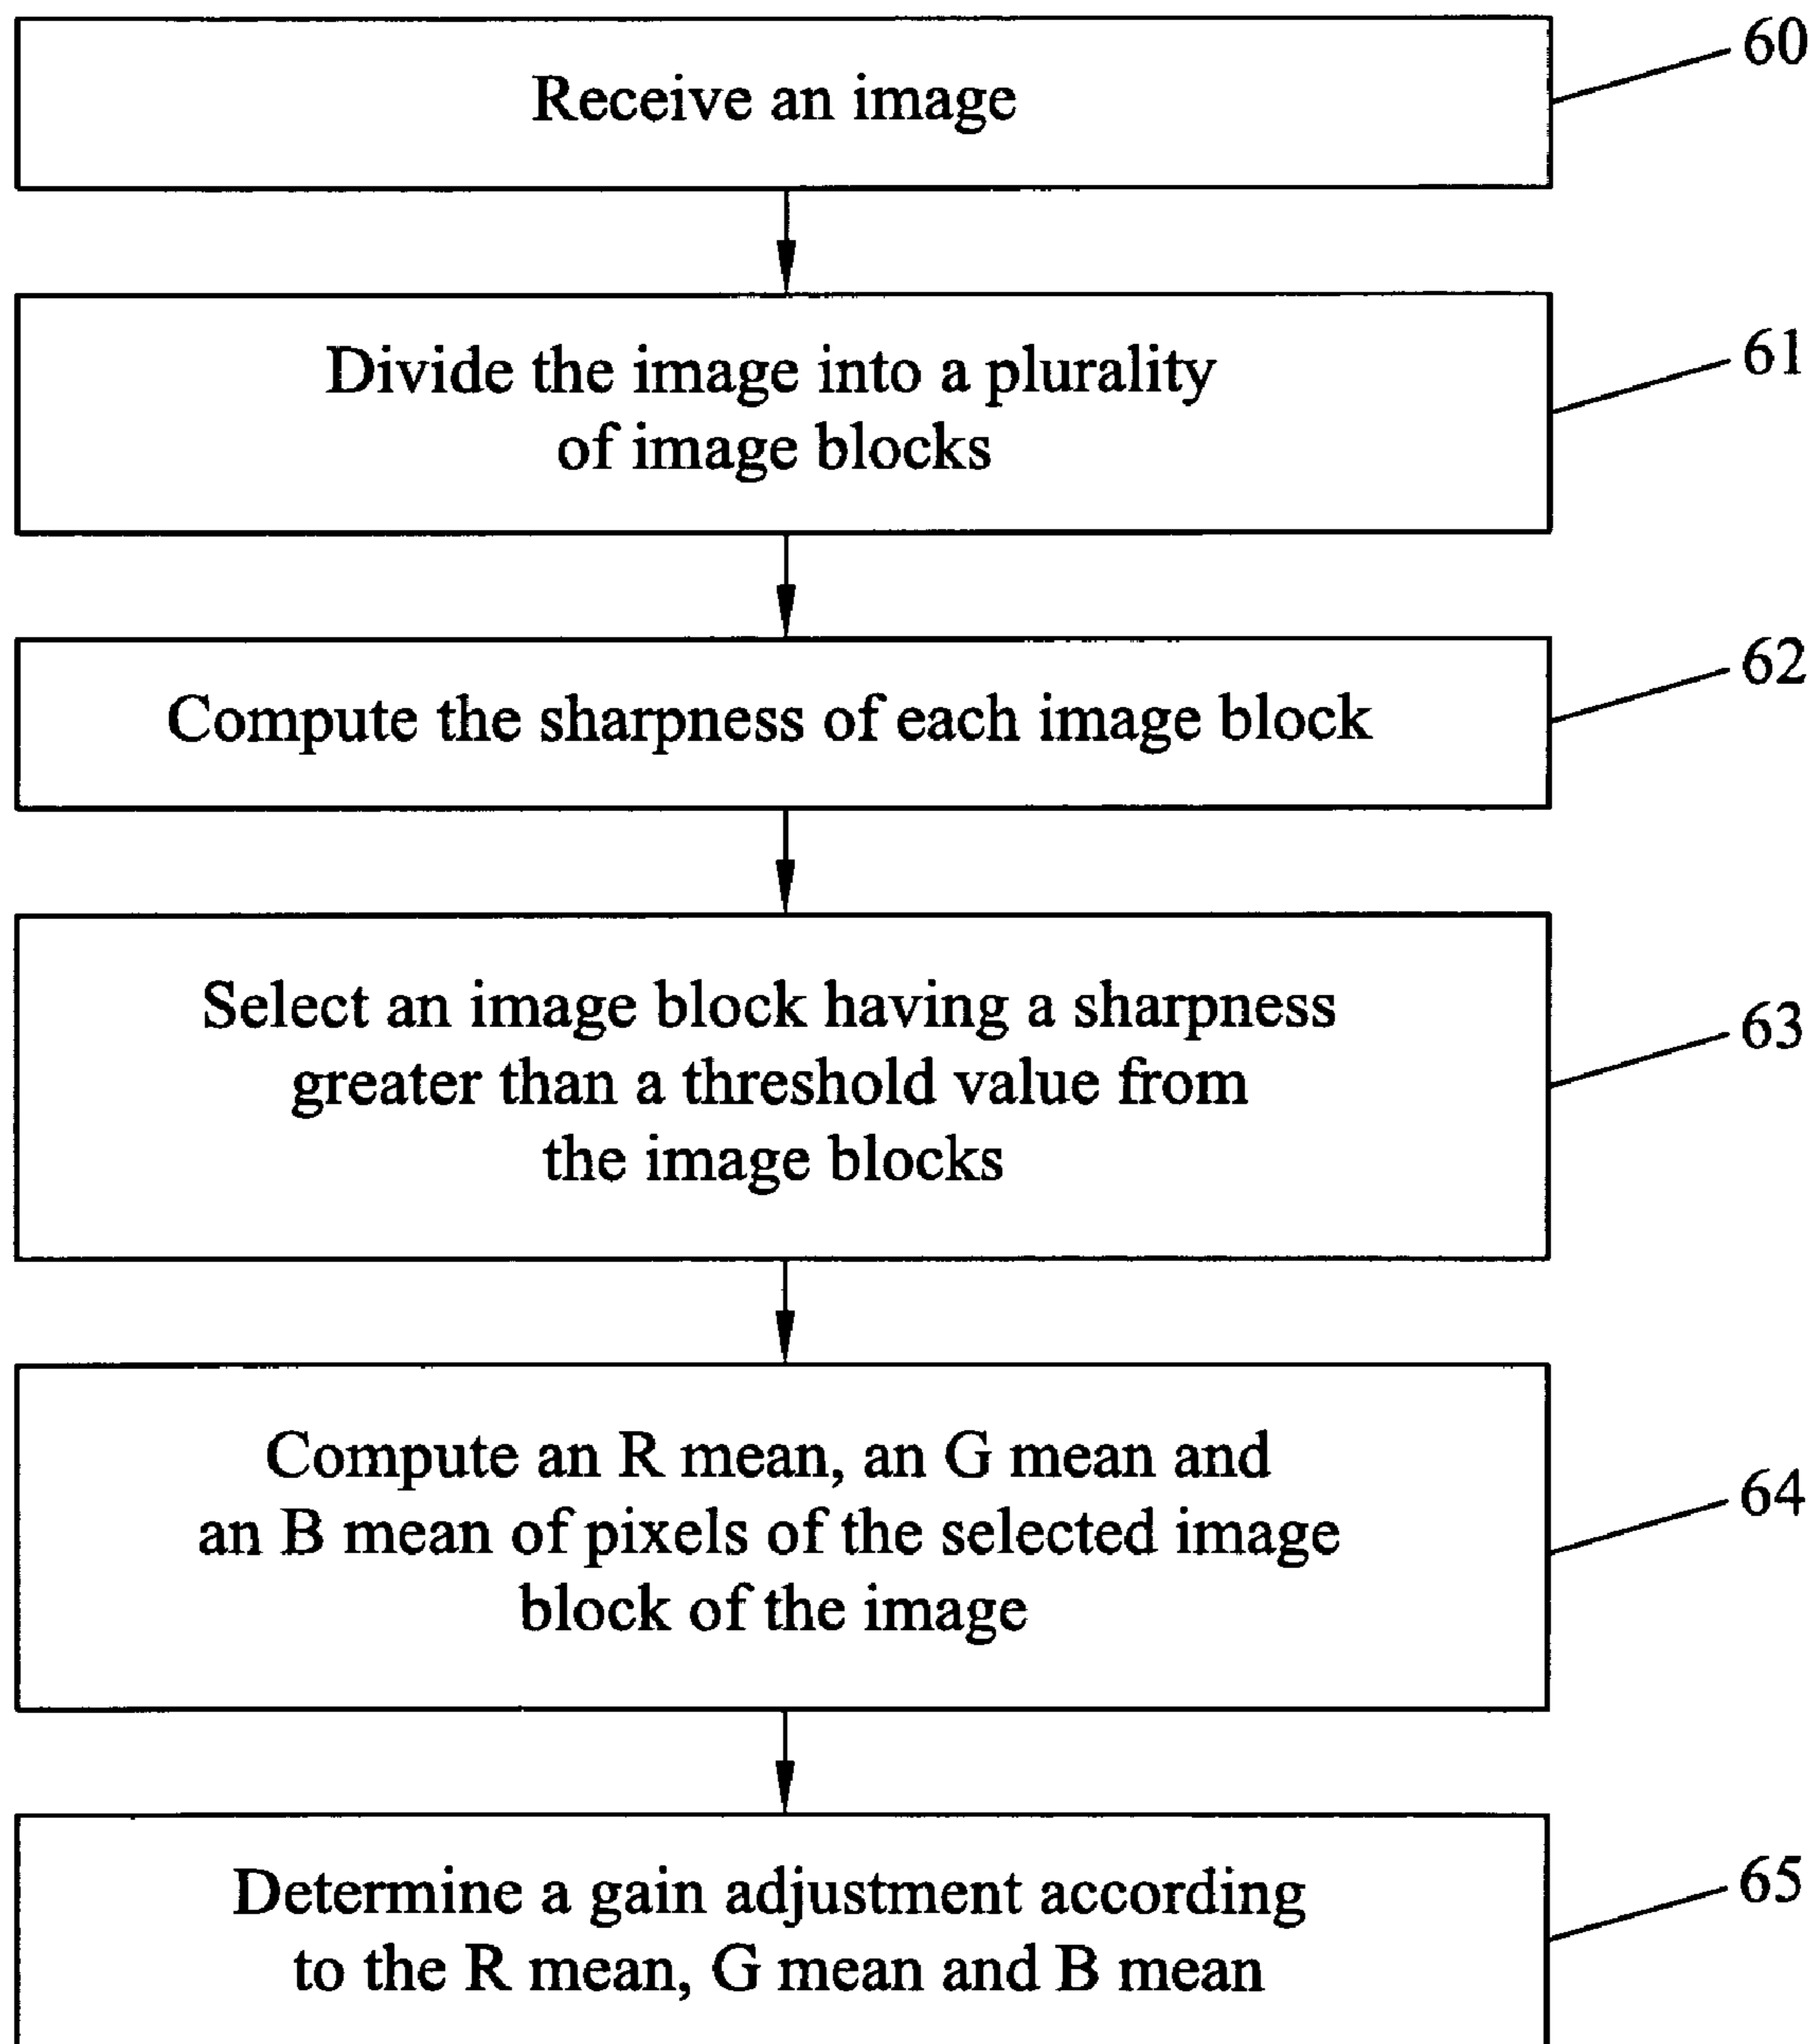 Receive an image
60
Divide the image into a plurality
of image blocks
61
Compute the sharpness of each image block
62
Select an image block having a sharpness
greater than a threshold value from
the image blocks
63
Compute an R mean, an G mean and
an B mean of pixels of the selected image
block of the image
64
Determine a gain adjustment according
to the R mean, G mean and B mean
65